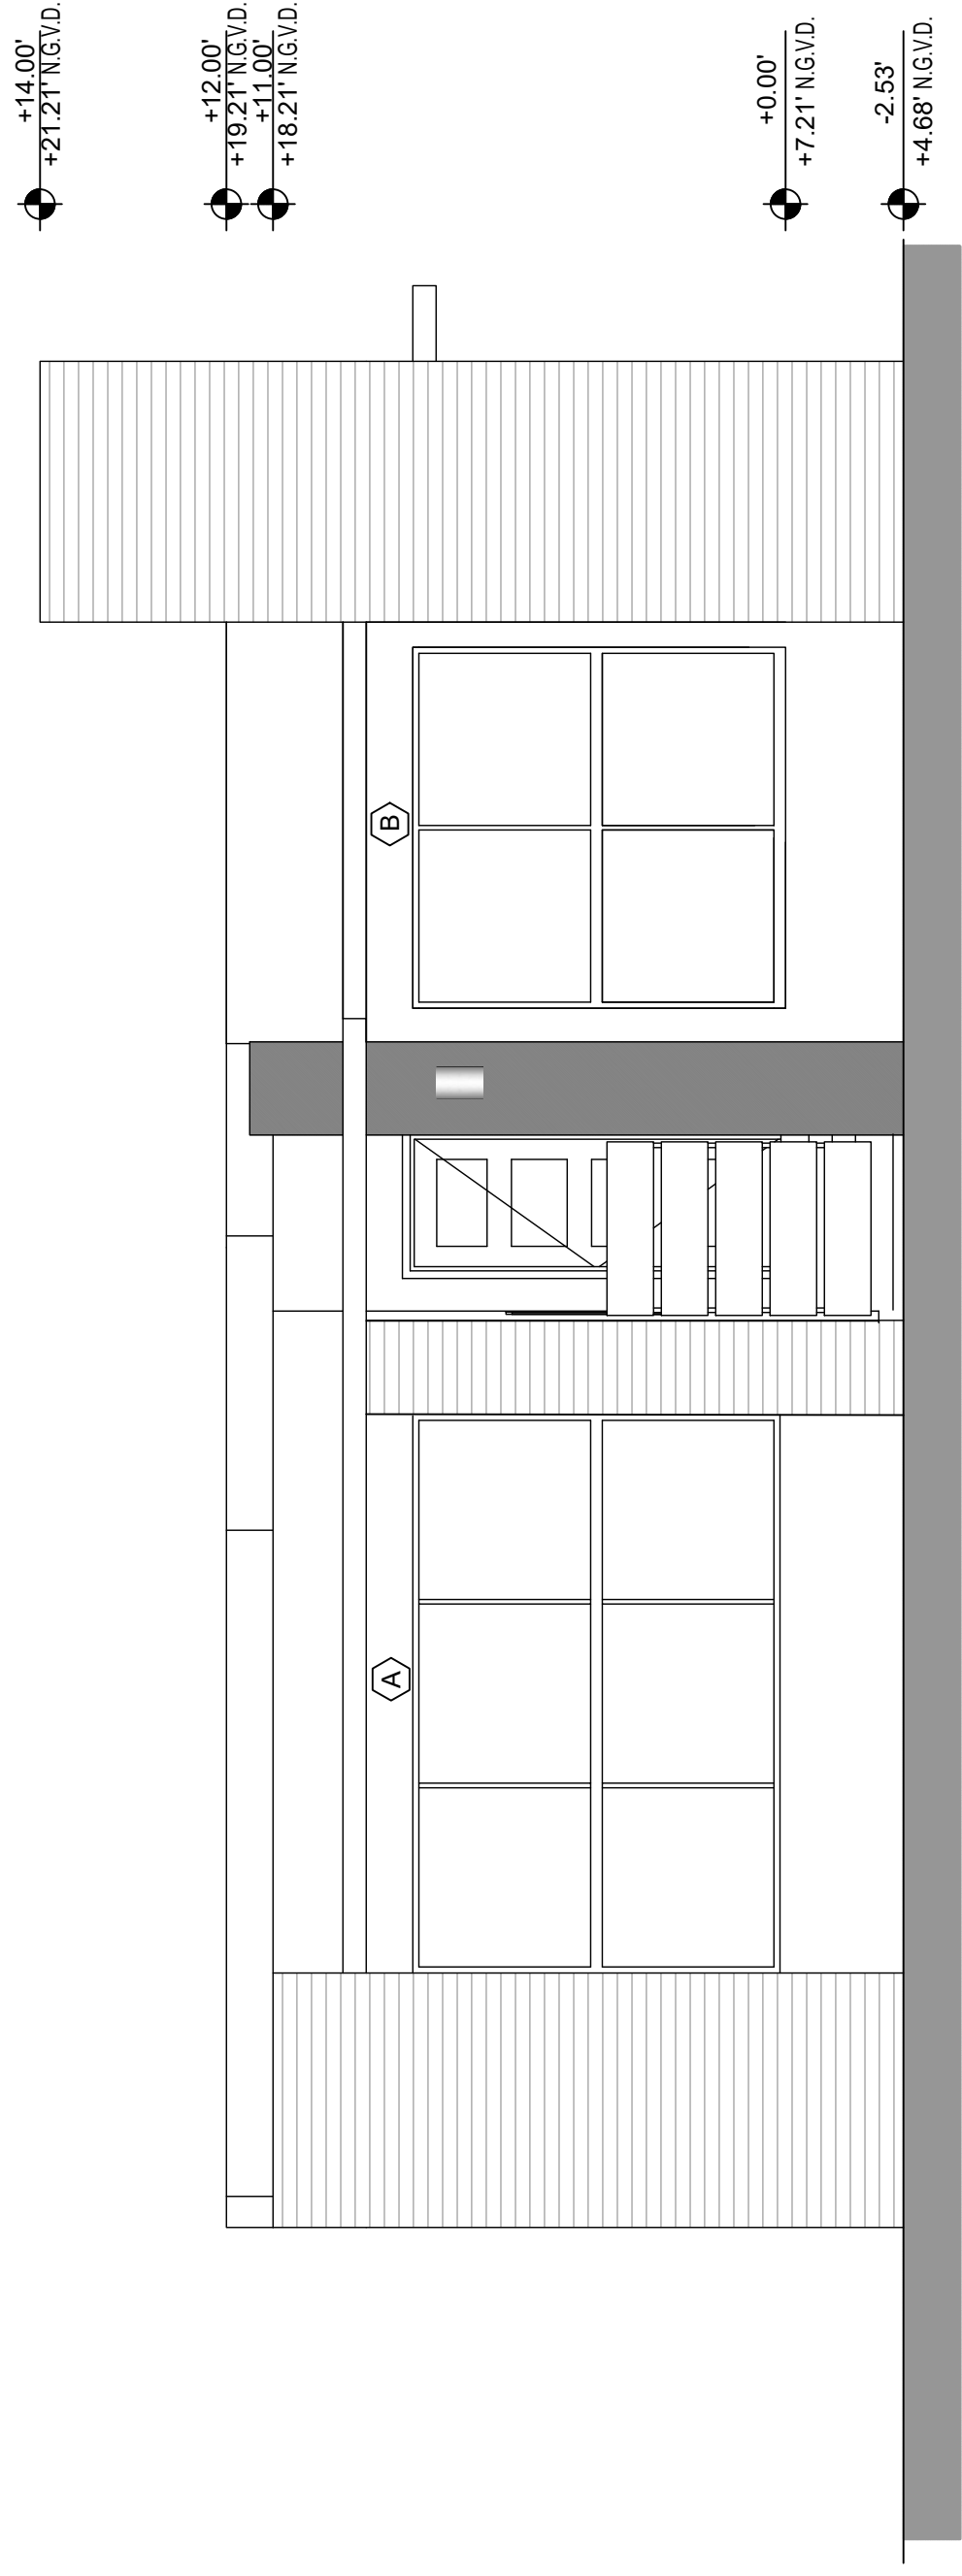 +14.00'
+21.21' N.G.V.D.
+12.00'
+19.21' N.G.V.D.
+11.00'
+18.21' N.G.V.D.
+0.00'
+7.21' N.G.V.D.
-2.53'
+4.68' N.G.V.D.
A
B